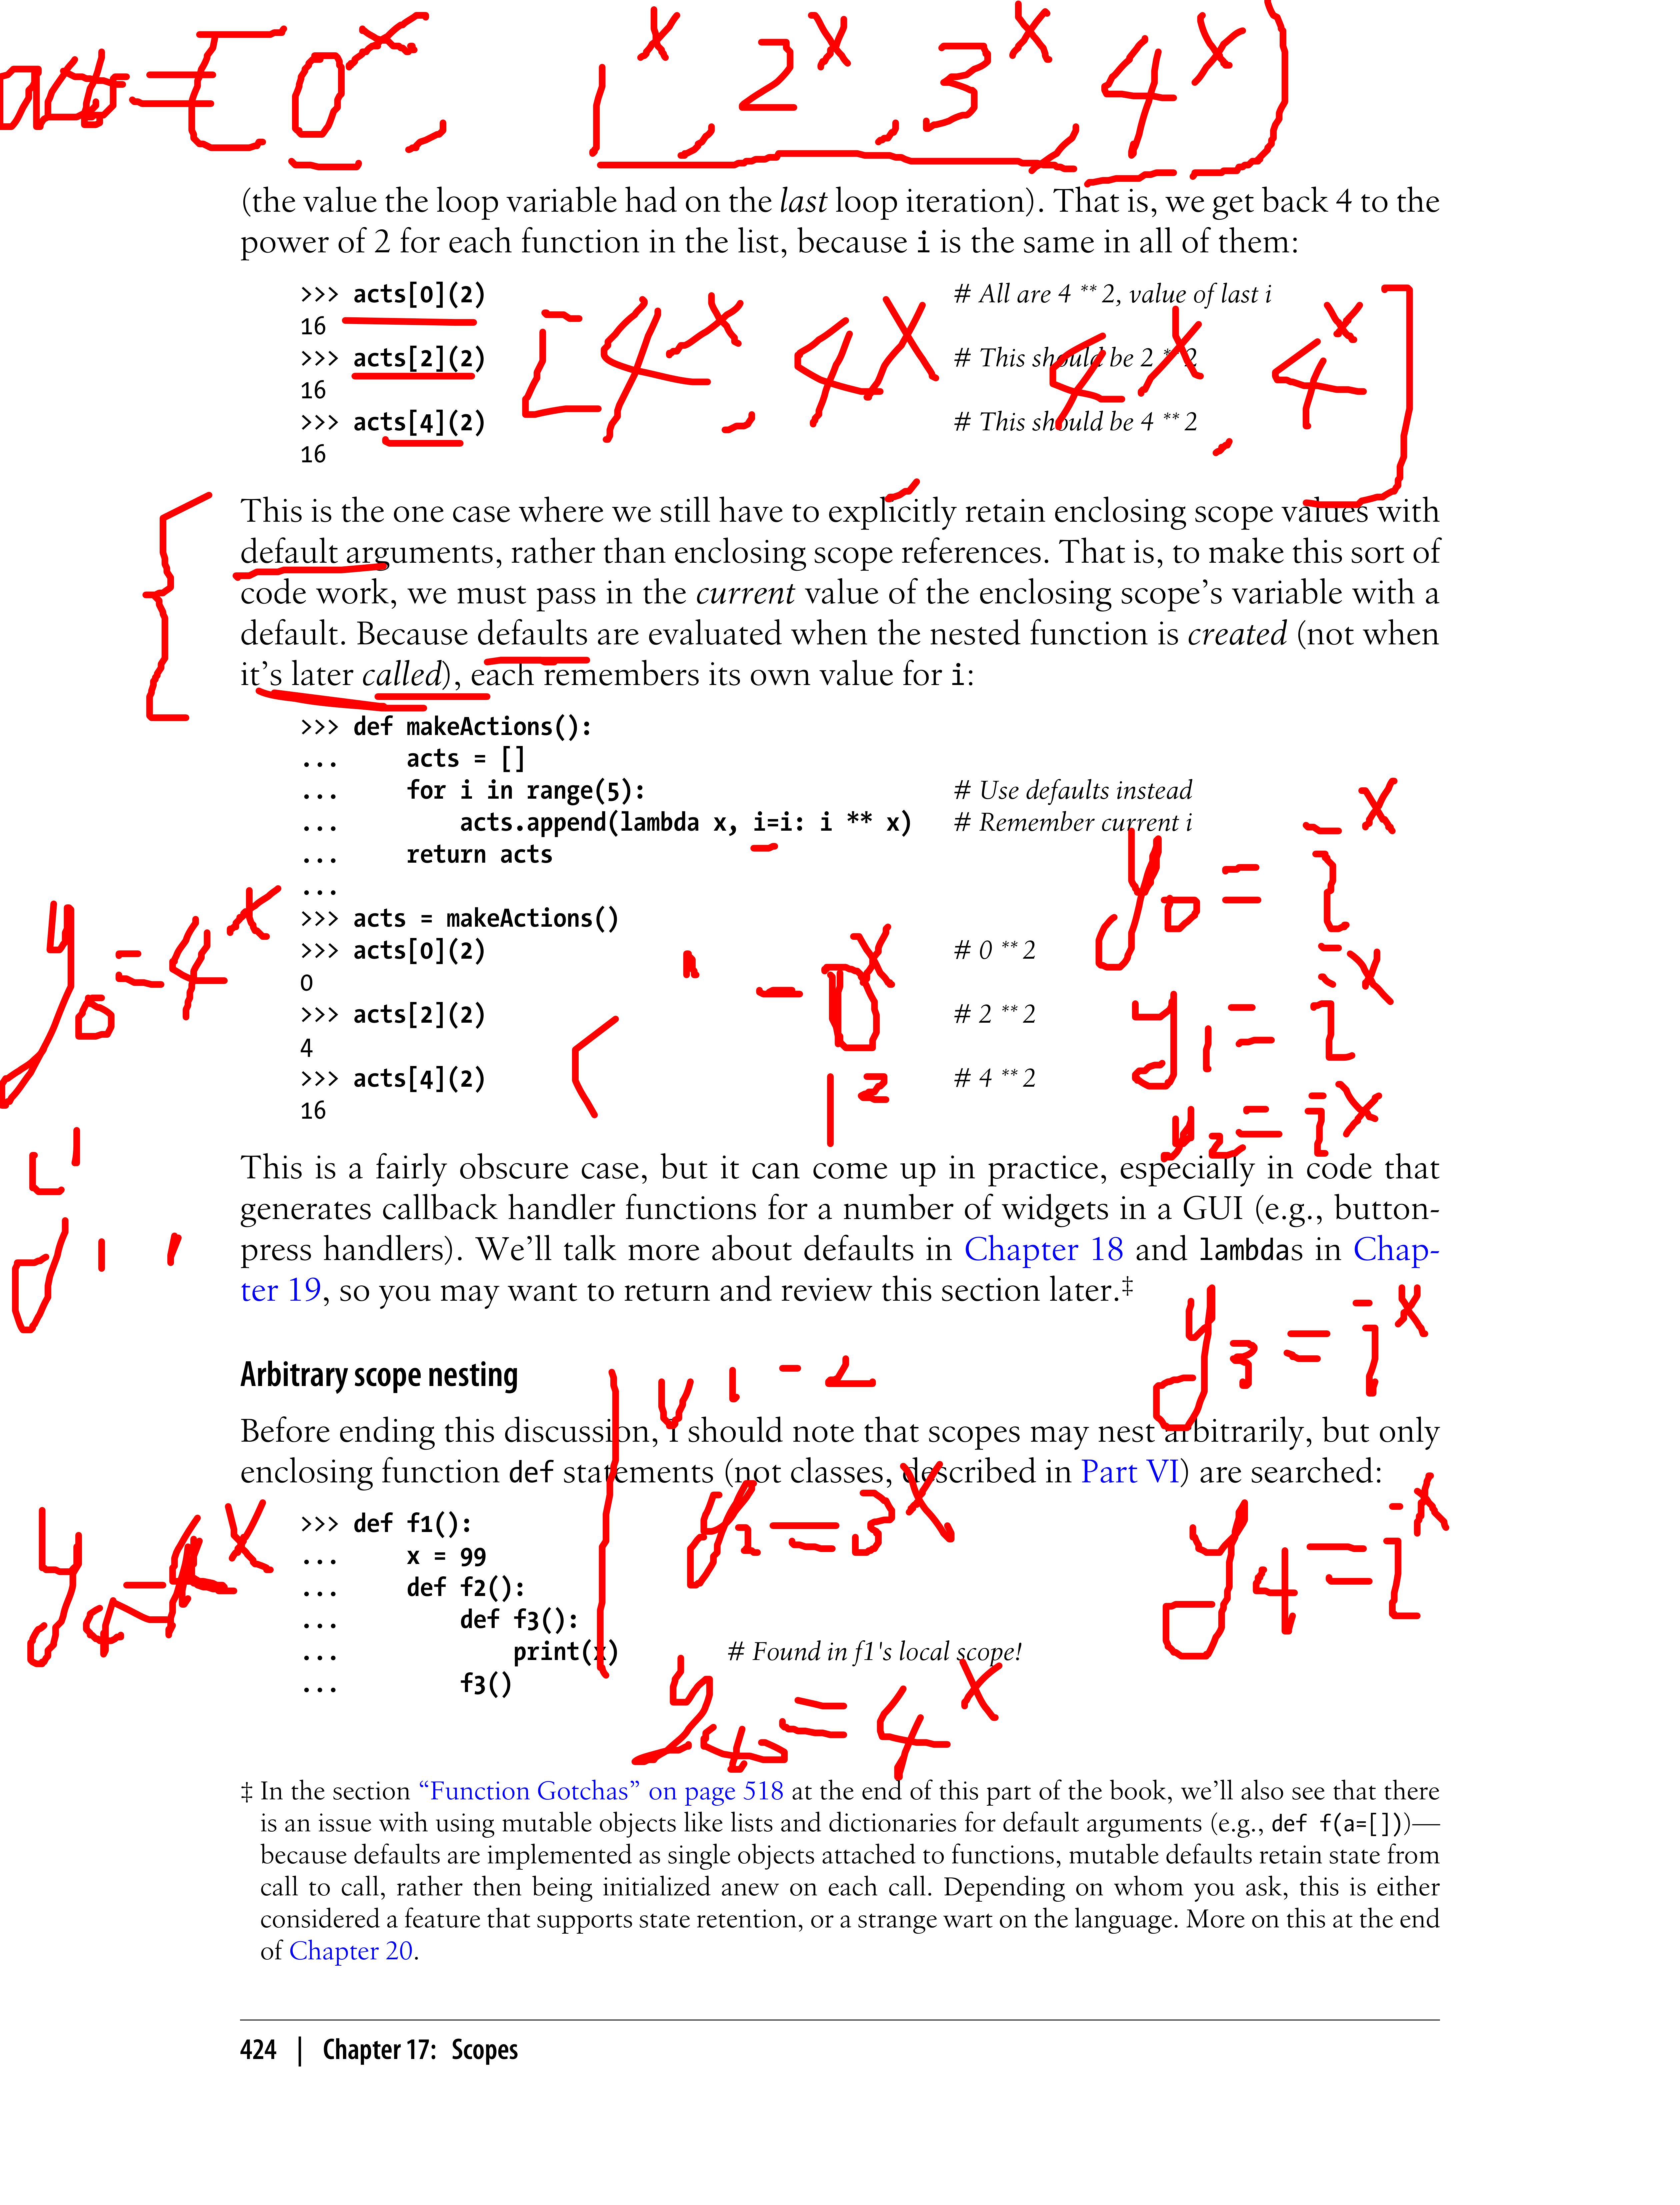 acts = [ 0^x , 1^x , 2^x , 3^x , 4^x ]
(the value the loop variable had on the last loop iteration). That is, we get back 4 to the
power of 2 for each function in the list, because i is the same in all of them:
>>> acts[0](2) # All are 4 ** 2, value of last i
16
>>> acts[2](2) # This should be 2 ** 2
16
>>> acts[4](2) # This should be 4 ** 2
16
[ 4^x , 4^x , 4^x , 4^x ]
This is the one case where we still have to explicitly retain enclosing scope values with
default arguments, rather than enclosing scope references. That is, to make this sort of
code work, we must pass in the current value of the enclosing scope’s variable with a
default. Because defaults are evaluated when the nested function is created (not when
it’s later called), each remembers its own value for i:
>>> def makeActions():
... acts = []
... for i in range(5): # Use defaults instead
... acts.append(lambda x, i=i: i ** x) # Remember current i
... return acts
...
>>> acts = makeActions()
>>> acts[0](2) # 0 ** 2
0
>>> acts[2](2) # 2 ** 2
4
>>> acts[4](2) # 4 ** 2
16
y0 = 4^x
y0 = i^x
y1 = i^x
y2 = i^x
This is a fairly obscure case, but it can come up in practice, especially in code that
generates callback handler functions for a number of widgets in a GUI (e.g., button-
press handlers). We’ll talk more about defaults in Chapter 18 and lambdas in Chap-
ter 19, so you may want to return and review this section later.‡
y3 = i^x
Arbitrary scope nesting
Before ending this discussion, I should note that scopes may nest arbitrarily, but only
enclosing function def statements (not classes, described in Part VI) are searched:
y4 = i^x
>>> def f1():
... x = 99
... def f2():
... def f3():
... print(x) # Found in f1's local scope!
... f3()
= 3^x
= 4^x
‡ In the section “Function Gotchas” on page 518 at the end of this part of the book, we’ll also see that there
is an issue with using mutable objects like lists and dictionaries for default arguments (e.g., def f(a=[]))—
because defaults are implemented as single objects attached to functions, mutable defaults retain state from
call to call, rather then being initialized anew on each call. Depending on whom you ask, this is either
considered a feature that supports state retention, or a strange wart on the language. More on this at the end
of Chapter 20.
424 | Chapter 17: Scopes